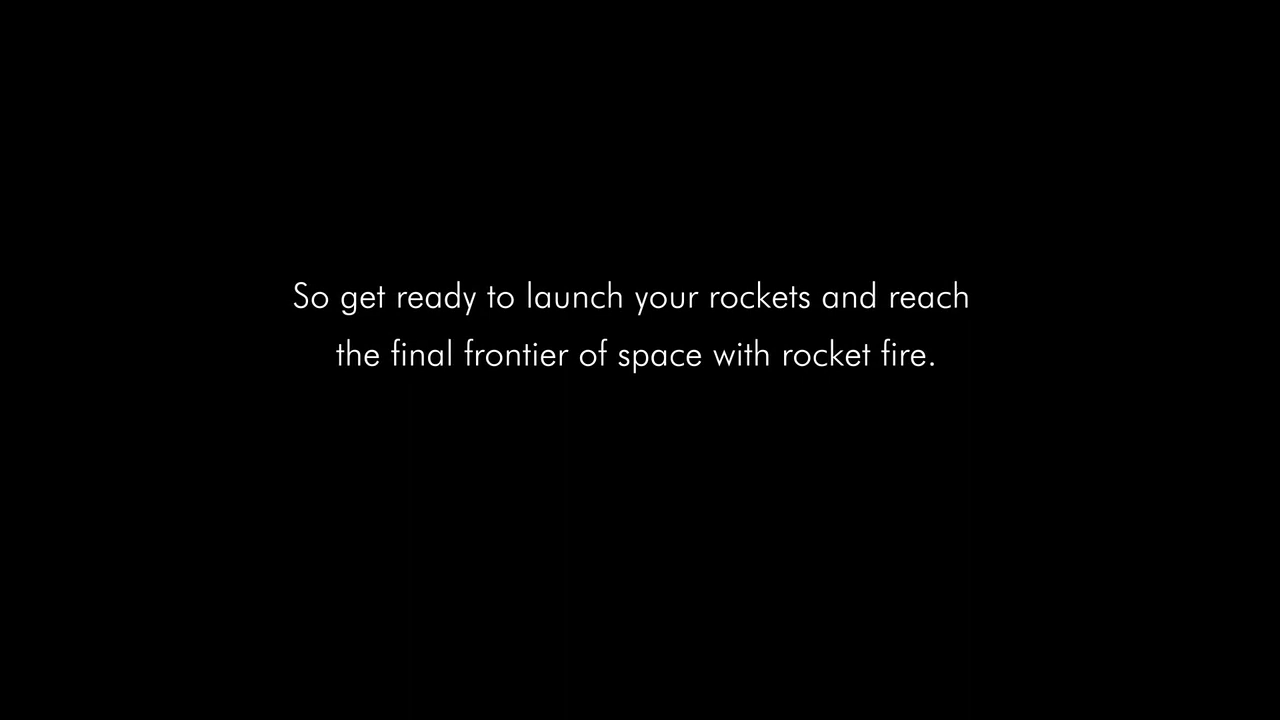 So get ready to launch your rockets and reach
the final frontier of space with rocket fire.